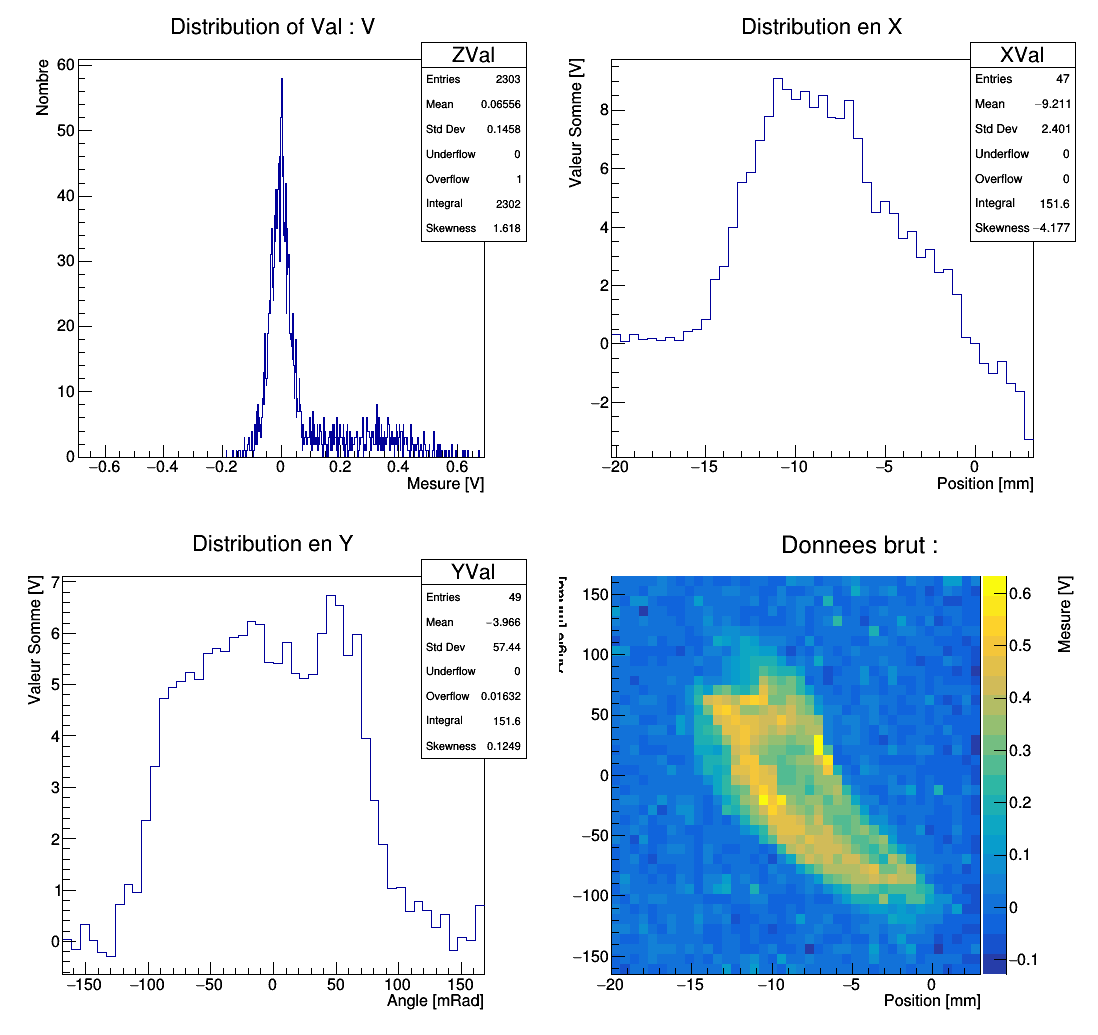 Distribution of Val : V
Nombre
60
50
40
30
20
10
0
−0.6 −0.4 −0.2 0 0.2 0.4 0.6
Mesure [V]
ZVal
Entries 2303
Mean 0.06556
Std Dev 0.1458
Underflow 0
Overflow 1
Integral 2302
Skewness 1.618
Distribution en X
Valeur Somme [V]
8
6
4
2
0
−2
−20 −15 −10 −5 0
Position [mm]
XVal
Entries 47
Mean −9.211
Std Dev 2.401
Underflow 0
Overflow 0
Integral 151.6
Skewness −4.177
Distribution en Y
Valeur Somme [V]
7
6
5
4
3
2
1
0
−150 −100 −50 0 50 100 150
Angle [mRad]
YVal
Entries 49
Mean −3.966
Std Dev 57.44
Underflow 0
Overflow 0.01632
Integral 151.6
Skewness 0.1249
Donnees brut :
Angle [mRad]
150
100
50
0
−50
−100
−150
−20 −15 −10 −5 0
Position [mm]
0.6
0.5
0.4
0.3
0.2
0.1
0
−0.1
Mesure [V]